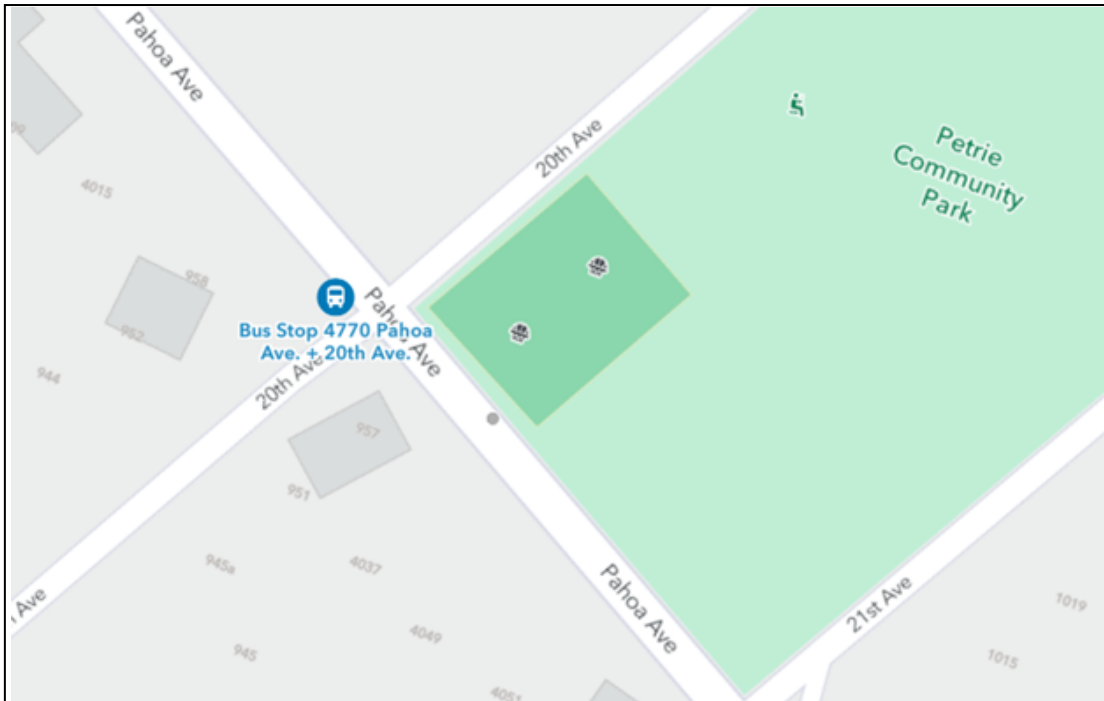 Pahoa Ave
20th Ave
Petrie
Community
Park
4015
958
952
944
Bus Stop 4770 Pahoa
Ave. + 20th Ave.
Pahoa Ave
20th Ave
957
951
945a
4037
4049
945
4051
Pahoa Ave
21st Ave
1019
1015
Ave